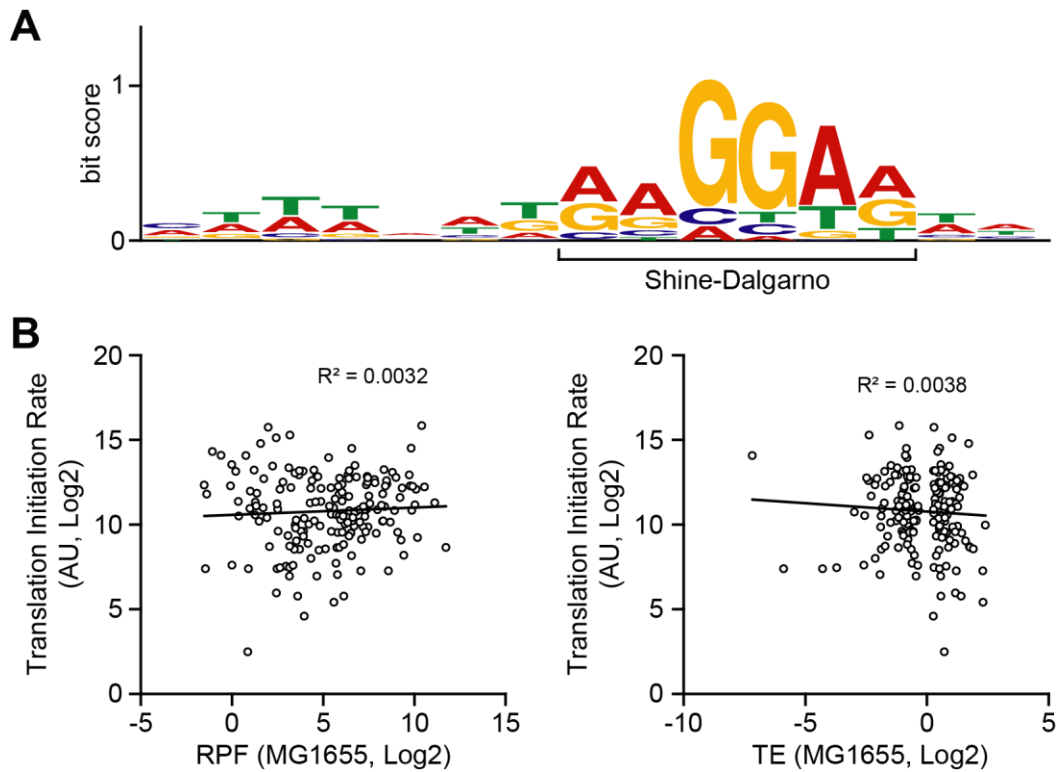 A
bit score
1
0
AAGGAA
Shine-Dalgarno
B
Translation Initiation Rate
(AU, Log2)
20
15
10
5
0
R² = 0.0032
-5 0 5 10 15
RPF (MG1655, Log2)
Translation Initiation Rate
(AU, Log2)
20
15
10
5
0
R² = 0.0038
-10 -5 0 5
TE (MG1655, Log2)